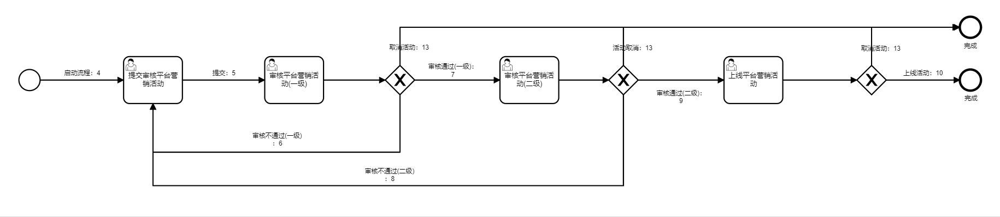 取消活动：13
活动取消：13
取消活动：13
完成
启动流程：4
提交审核平台营
销活动
提交：5
审核平台营销活
动(一级)
审核通过(一级)：
7
审核平台营销活
动(二级)
审核通过(二级)：
9
上线平台营销活
动
上线活动：10
完成
审核不通过(一级)
：6
审核不通过(二级)
：8